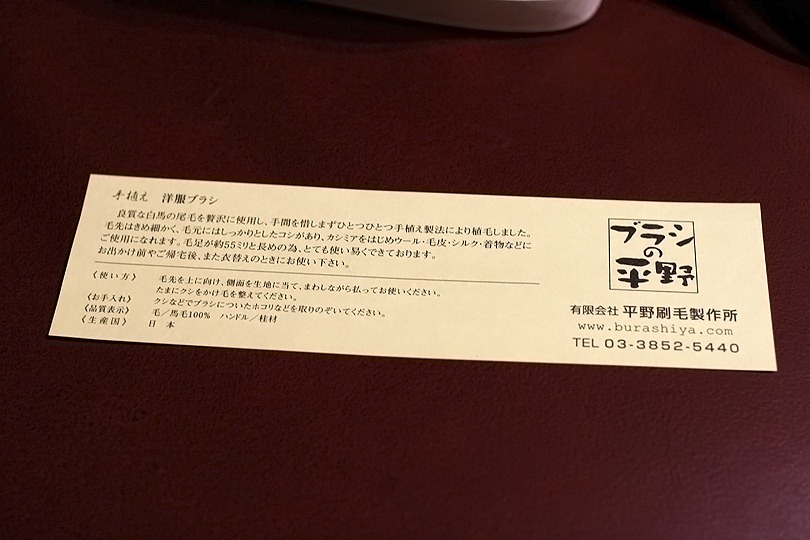 手植え 洋服ブラシ
良質な白馬の尾毛を贅沢に使用し、手間を惜しまずひとつひとつ手植え製法により植毛しました。
毛先はきめ細かく、毛元にはしっかりとしたコシがあり、カシミアをはじめウール・毛皮・シルク・着物などに
ご使用になれます。毛足が約55ミリと長めの為、とても使い易くできております。
お出かけ前やご帰宅後、また衣替えのときにお使い下さい。
〈使い方〉 毛先を上に向け、側面を生地に当て、まわしながら払ってお使いください。
たまにクシをかけ毛を整えてください。
〈お手入れ〉 クシなどでブラシについたホコリなどを取りのぞいてください。
〈品質表示〉 毛／馬毛100% ハンドル／桂材
〈生産国〉 日本
ブラシ
の
平野
有限会社 平野刷毛製作所
www.burashiya.com
TEL 03-3852-5440